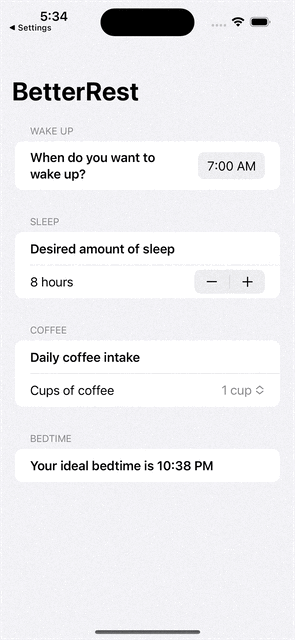 5:34
◀ Settings
BetterRest
WAKE UP
When do you want to
wake up?
7:00 AM
SLEEP
Desired amount of sleep
8 hours
− +
COFFEE
Daily coffee intake
Cups of coffee
1 cup
BEDTIME
Your ideal bedtime is 10:38 PM